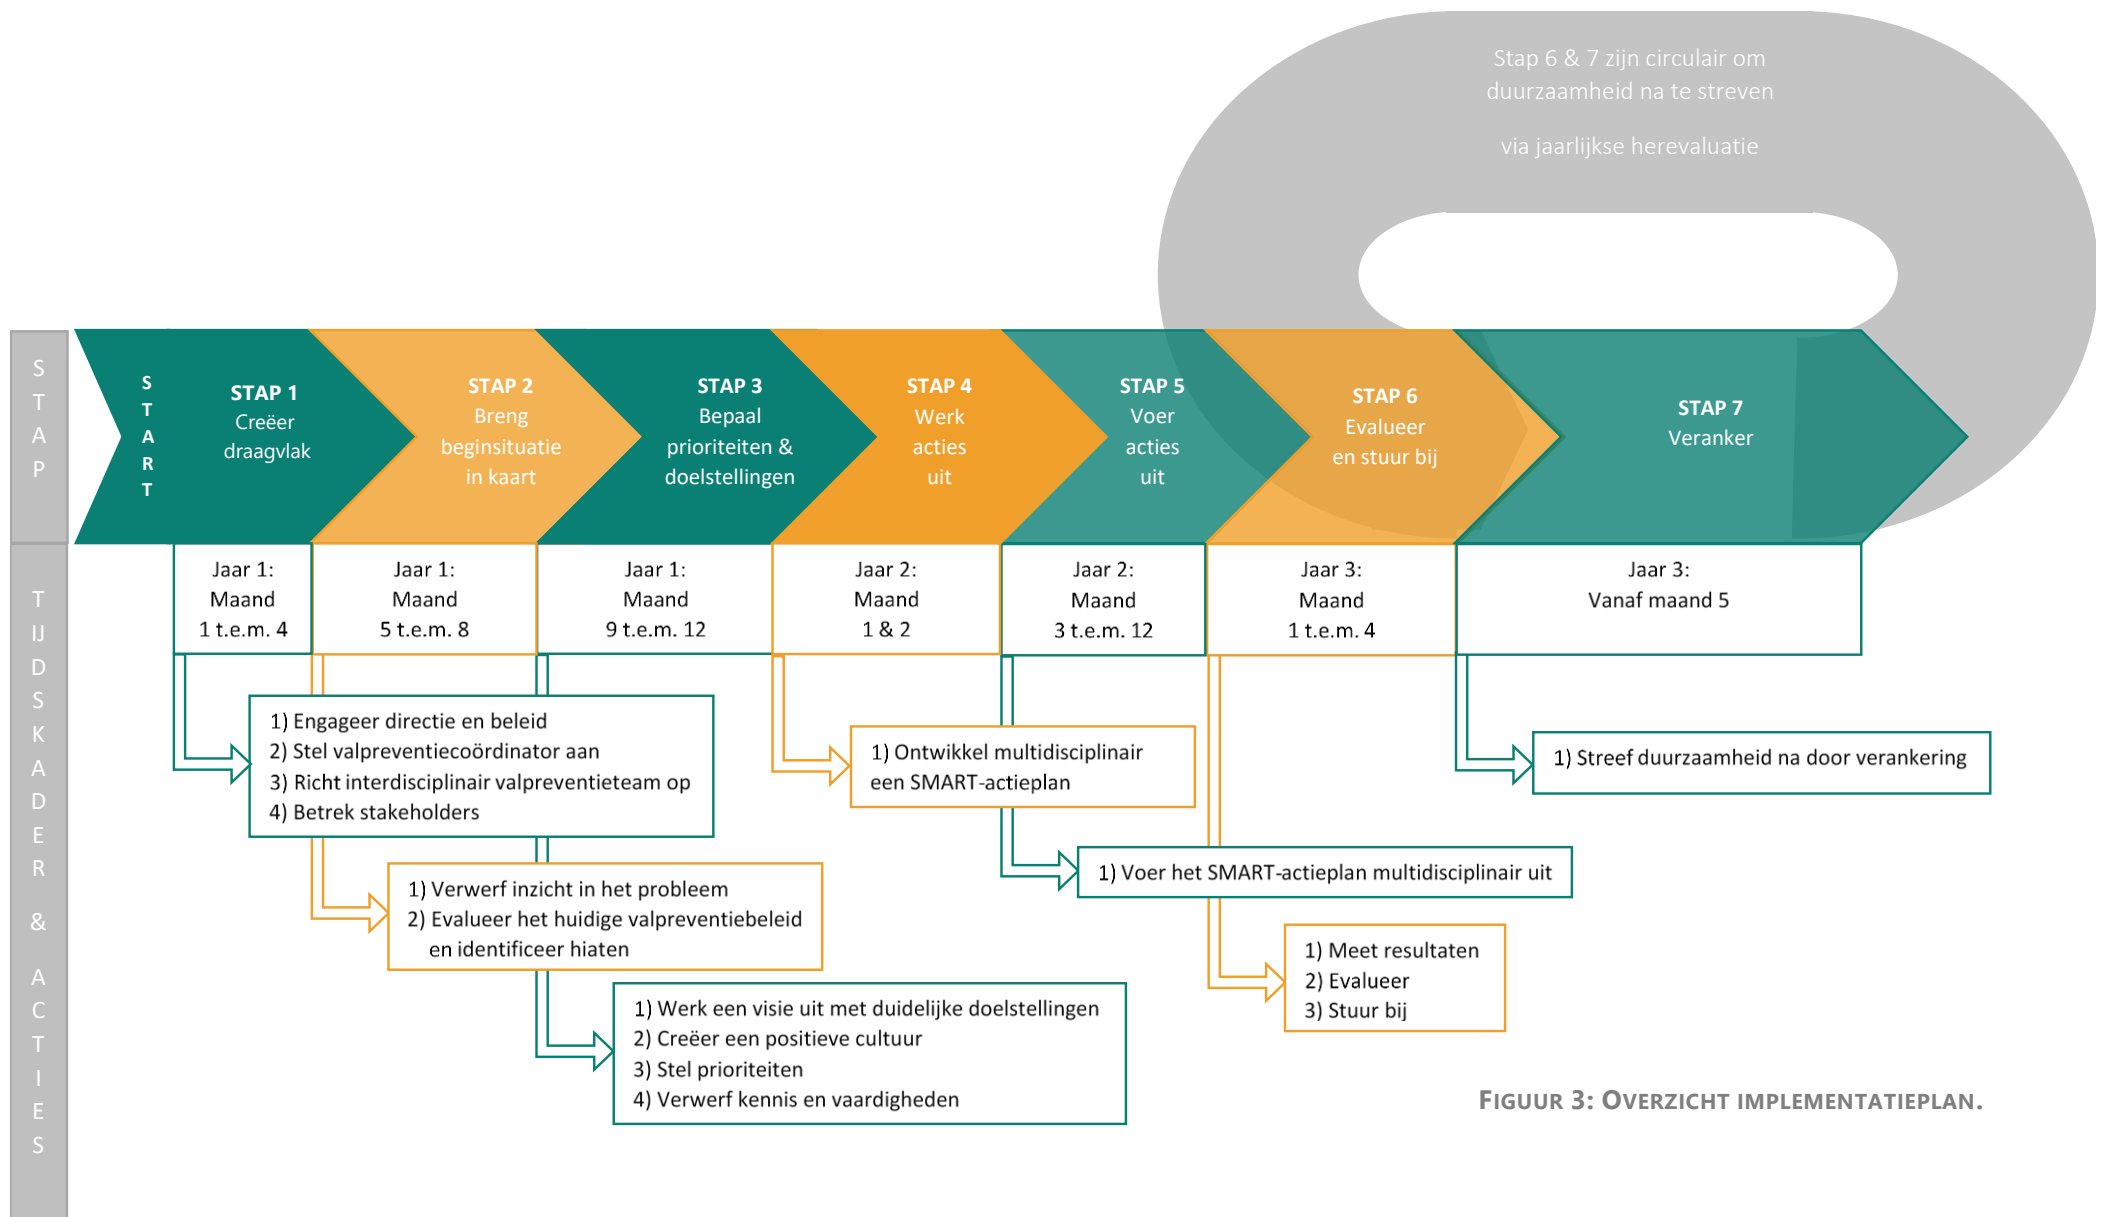 Stap 6 & 7 zijn circulair om
duurzaamheid na te streven
via jaarlijkse herevaluatie
STAP
START
STAP 1
Creëer
draagvlak
STAP 2
Breng
beginsituatie
in kaart
STAP 3
Bepaal
prioriteiten &
doelstellingen
STAP 4
Werk
acties
uit
STAP 5
Voer
acties
uit
STAP 6
Evalueer
en stuur bij
STAP 7
Veranker
TIJDSKADER & ACTIES
Jaar 1:
Maand
1 t.e.m. 4
Jaar 1:
Maand
5 t.e.m. 8
Jaar 1:
Maand
9 t.e.m. 12
Jaar 2:
Maand
1 & 2
Jaar 2:
Maand
3 t.e.m. 12
Jaar 3:
Maand
1 t.e.m. 4
Jaar 3:
Vanaf maand 5
1) Engageer directie en beleid
2) Stel valpreventiecoördinator aan
3) Richt interdisciplinair valpreventieteam op
4) Betrek stakeholders
1) Verwerf inzicht in het probleem
2) Evalueer het huidige valpreventiebeleid
en identificeer hiaten
1) Werk een visie uit met duidelijke doelstellingen
2) Creëer een positieve cultuur
3) Stel prioriteiten
4) Verwerf kennis en vaardigheden
1) Ontwikkel multidisciplinair
een SMART-actieplan
1) Voer het SMART-actieplan multidisciplinair uit
1) Meet resultaten
2) Evalueer
3) Stuur bij
1) Streef duurzaamheid na door verankering
FIGUUR 3: OVERZICHT IMPLEMENTATIEPLAN.